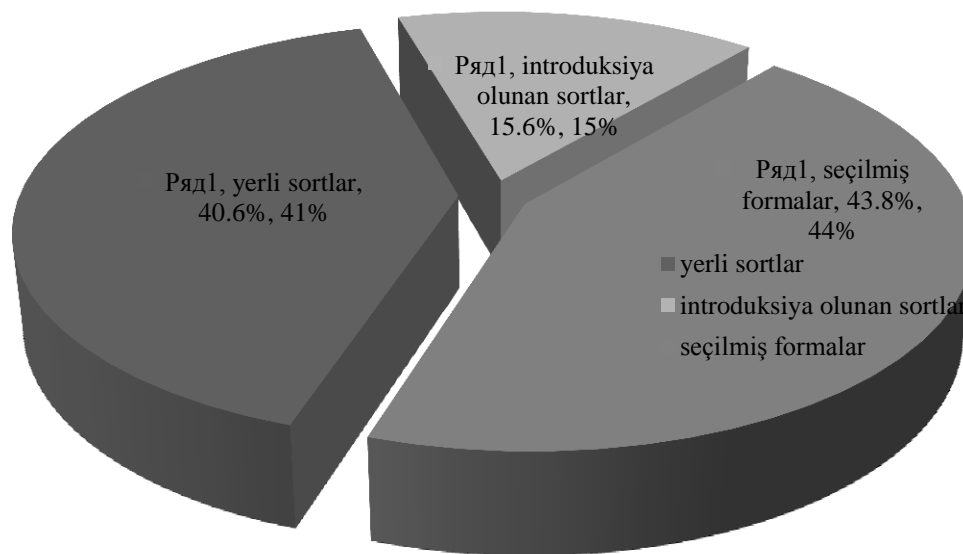 Ряд1, introduksiya
olunan sortlar,
15.6%, 15%
Ряд1, yerli sortlar,
40.6%, 41%
Ряд1, seçilmiş
formalar, 43.8%,
44%
yerli sortlar
introduksiya olunan sortlar
seçilmiş formalar